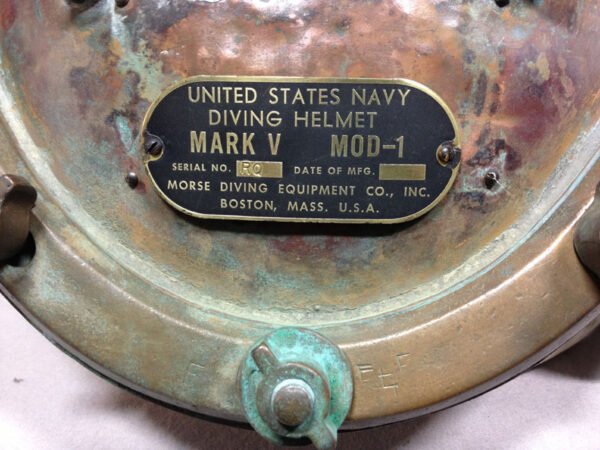 UNITED STATES NAVY
DIVING HELMET
MARK V MOD-1
SERIAL NO. RO DATE OF MFG.
MORSE DIVING EQUIPMENT CO., INC.
BOSTON, MASS. U.S.A.